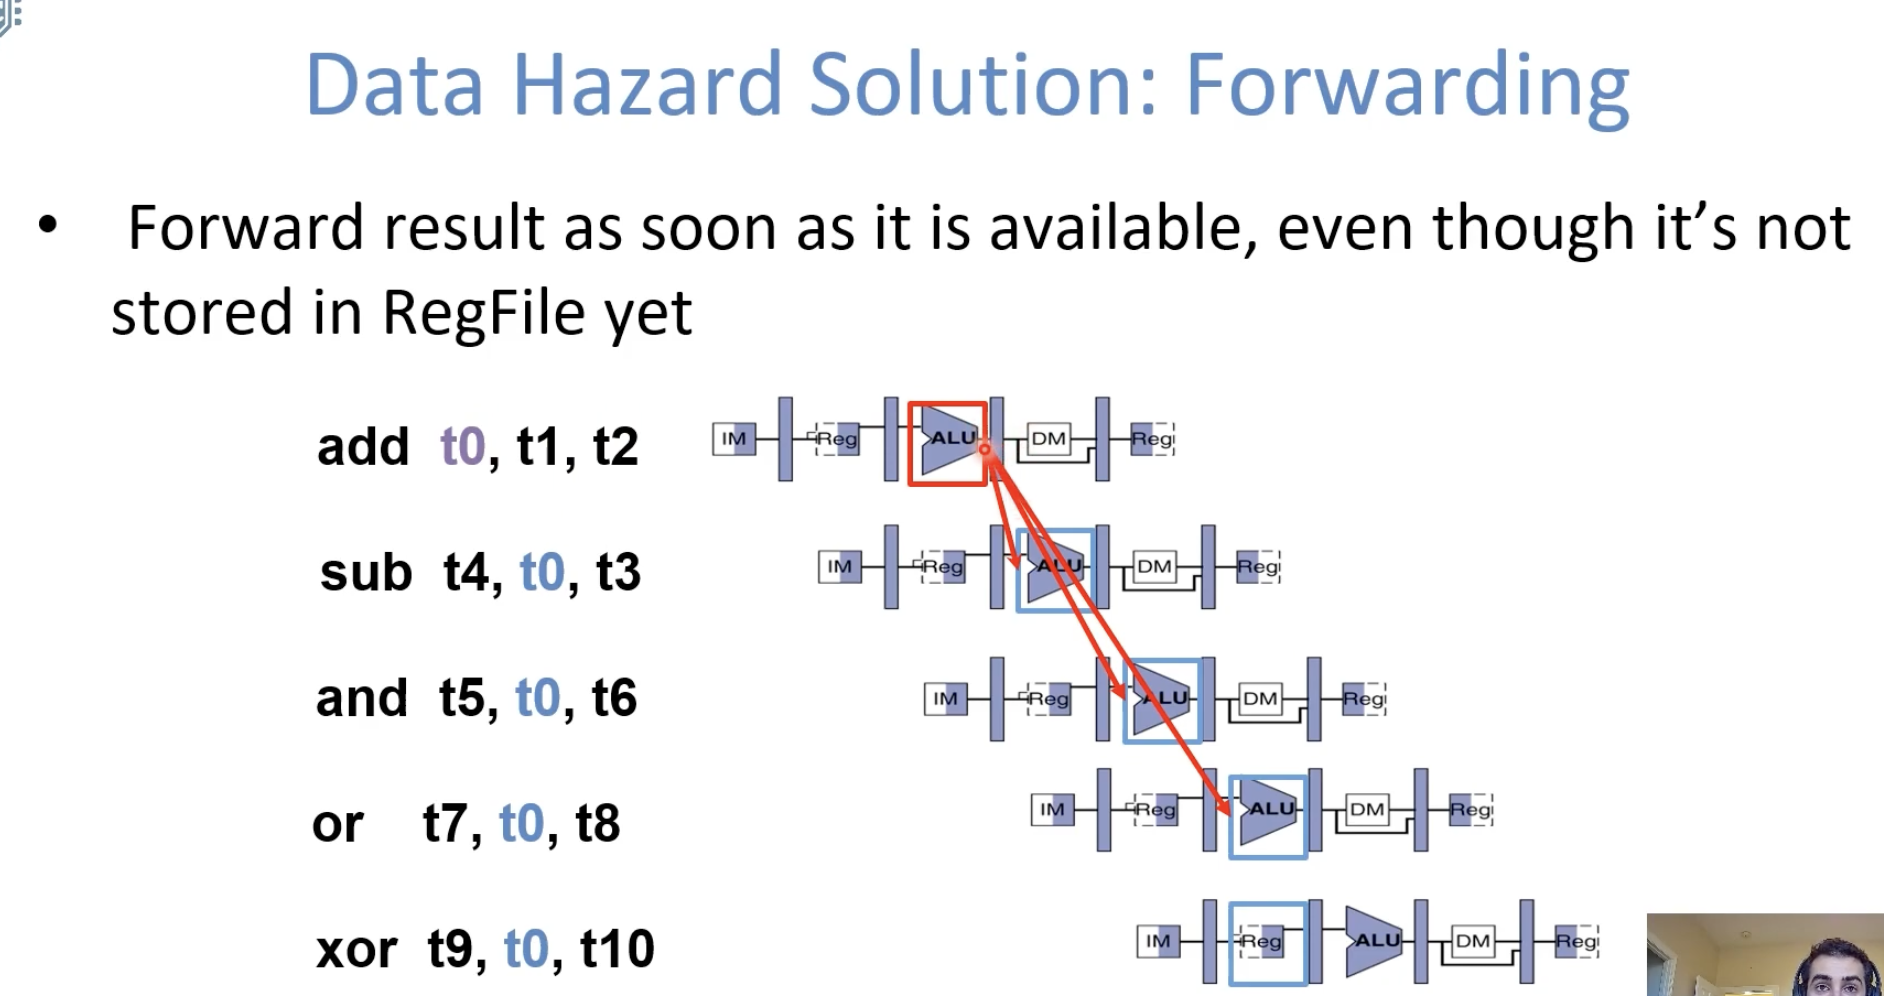 Data Hazard Solution: Forwarding
• Forward result as soon as it is available, even though it’s not
stored in RegFile yet
add t0, t1, t2
IM Reg ALU DM Reg
sub t4, t0, t3
IM Reg ALU DM Reg
and t5, t0, t6
IM Reg ALU DM Reg
or t7, t0, t8
IM Reg ALU DM Reg
xor t9, t0, t10
IM Reg ALU DM Reg